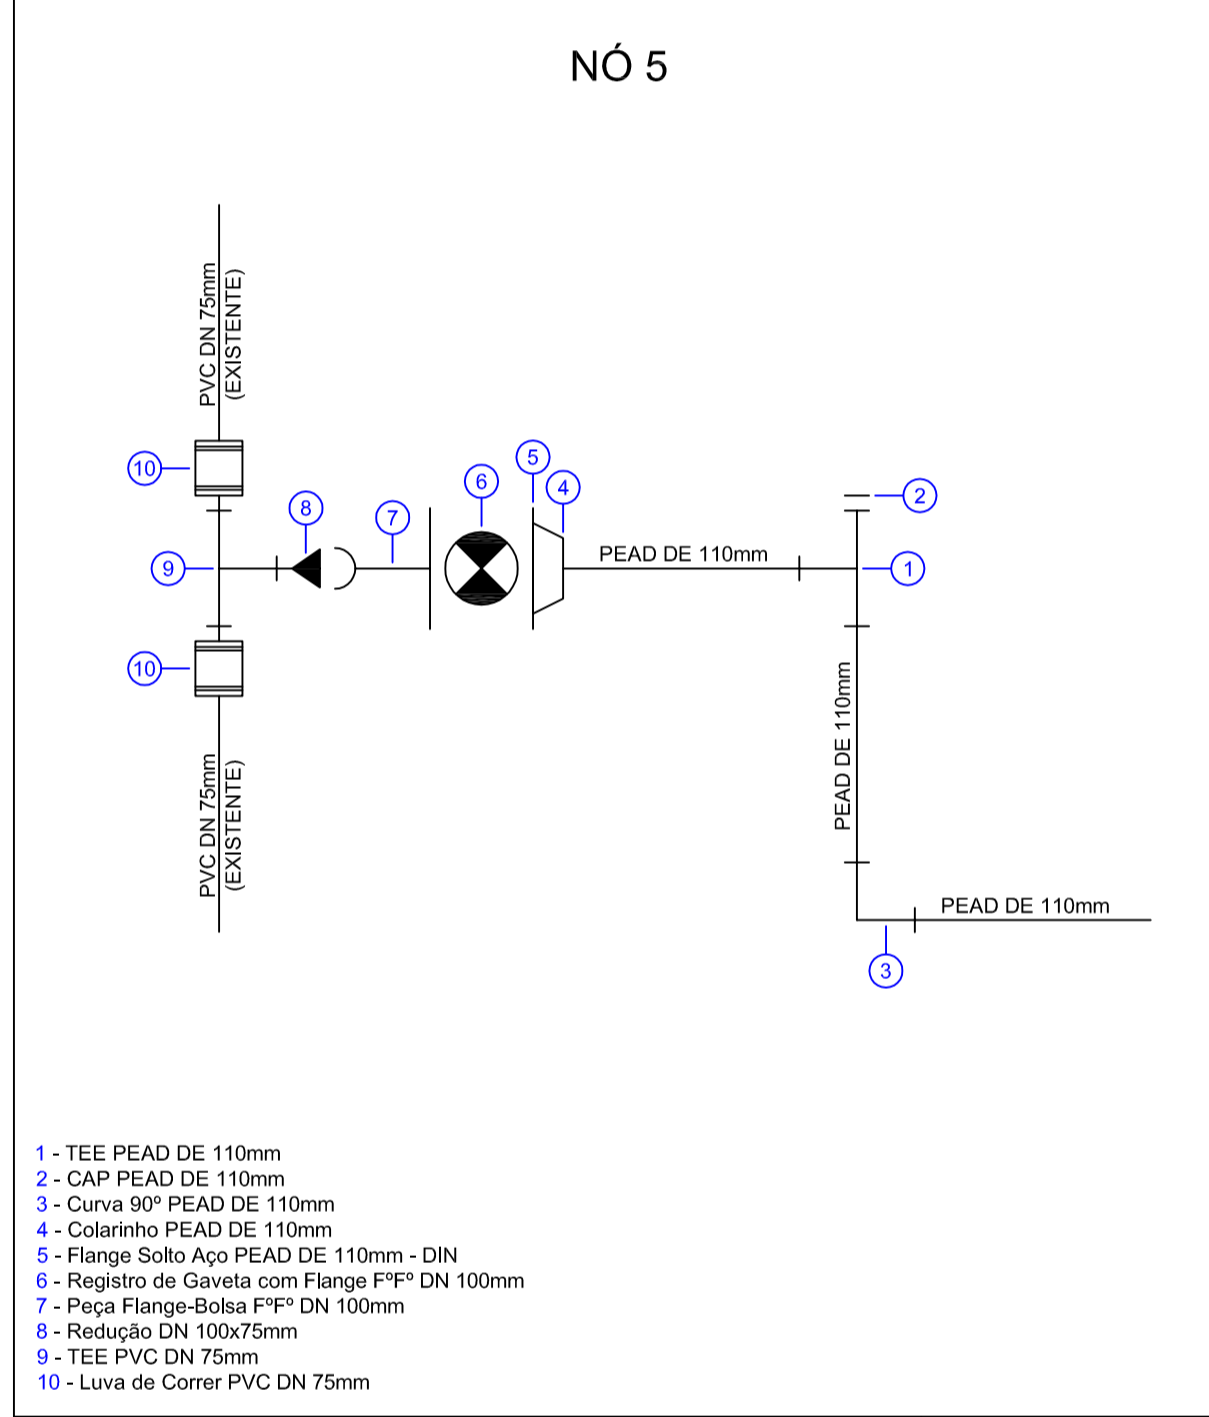 NÓ 5
PVC DN 75mm
(EXISTENTE)
10
8
7
6
5
4
PEAD DE 110mm
2
9
1
10
PEAD DE 110mm
PVC DN 75mm
(EXISTENTE)
PEAD DE 110mm
3
1 - TEE PEAD DE 110mm
2 - CAP PEAD DE 110mm
3 - Curva 90º PEAD DE 110mm
4 - Colarinho PEAD DE 110mm
5 - Flange Solto Aço PEAD DE 110mm - DIN
6 - Registro de Gaveta com Flange FºFº DN 100mm
7 - Peça Flange-Bolsa FºFº DN 100mm
8 - Redução DN 100x75mm
9 - TEE PVC DN 75mm
10 - Luva de Correr PVC DN 75mm